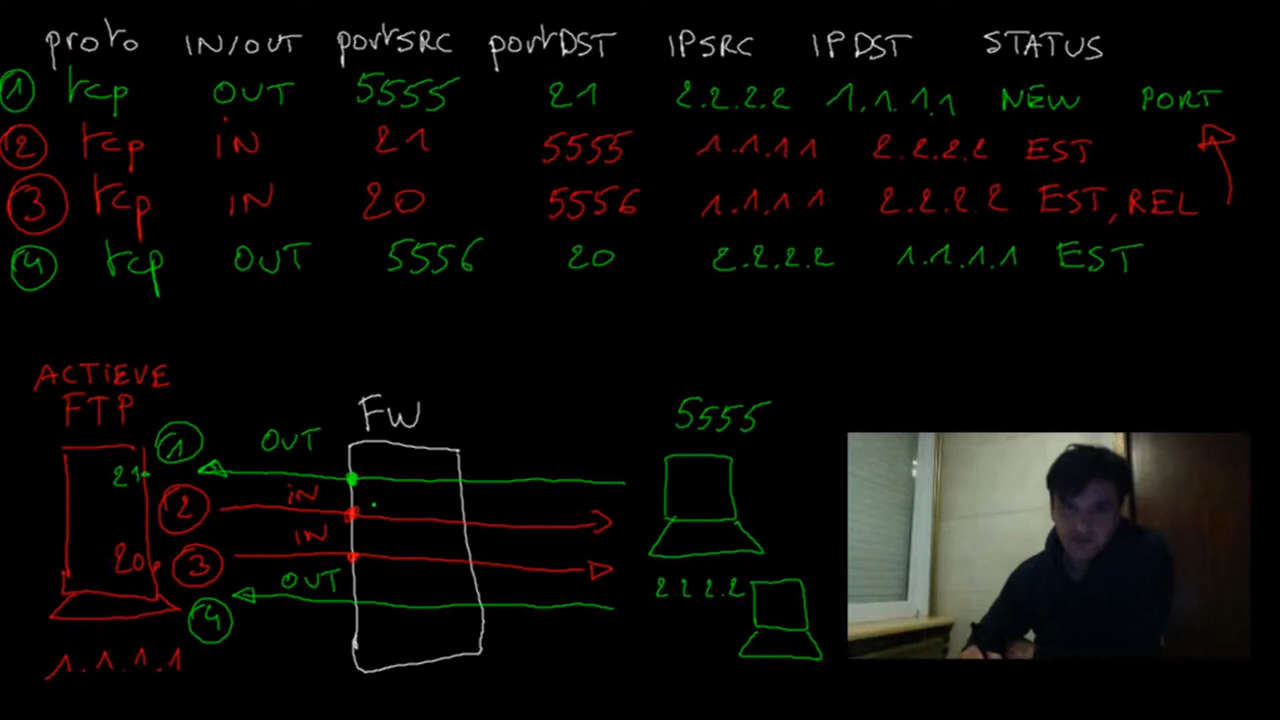 proto IN/OUT portSRC portDST IPSRC IPDST STATUS
1 tcp OUT 5555 21 2.2.2.2 1.1.1.1 NEW PORT
2 tcp iN 21 5555 1.1.1.1 2.2.2.2 EST
3 tcp IN 20 5556 1.1.1.1 2.2.2.2 EST, REL
4 tcp OUT 5556 20 2.2.2.2 1.1.1.1 EST
ACTiEVE
FTP
FW
5555
1 OUT
21
2 iN
3 IN
20
4 OUT
2.2.2.2
1.1.1.1